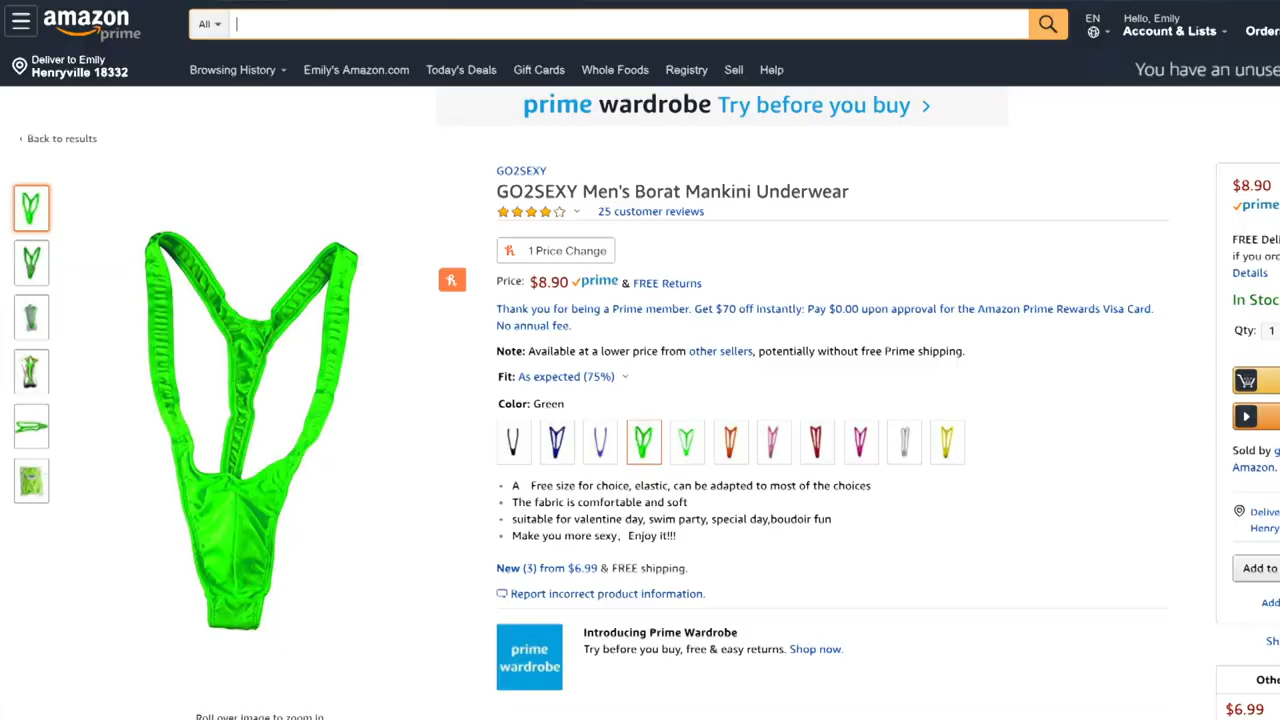 amazon
prime
All
EN
Hello, Emily
Account & Lists
Order
Deliver to Emily
Henryville 18332
Browsing History
Emily's Amazon.com
Today's Deals
Gift Cards
Whole Foods
Registry
Sell
Help
You have an unuse
prime wardrobe Try before you buy
‹ Back to results
GO2SEXY
GO2SEXY Men's Borat Mankini Underwear
25 customer reviews
1 Price Change
Price: $8.90 prime & FREE Returns
Thank you for being a Prime member. Get $70 off instantly: Pay $0.00 upon approval for the Amazon Prime Rewards Visa Card.
No annual fee.
Note: Available at a lower price from other sellers, potentially without free Prime shipping.
Fit: As expected (75%)
Color: Green
A Free size for choice, elastic, can be adapted to most of the choices
The fabric is comfortable and soft
suitable for valentine day, swim party, special day,boudoir fun
Make you more sexy，Enjoy it!!!
New (3) from $6.99 & FREE shipping.
Report incorrect product information.
prime
wardrobe
Introducing Prime Wardrobe
Try before you buy, free & easy returns. Shop now.
Roll over image to zoom in
$8.90
prime
FREE Deli
if you ord
Details
In Stoc
Qty: 1
Sold by g
Amazon.
Delive
Henry
Add to
Add
Sh
Othe
$6.99